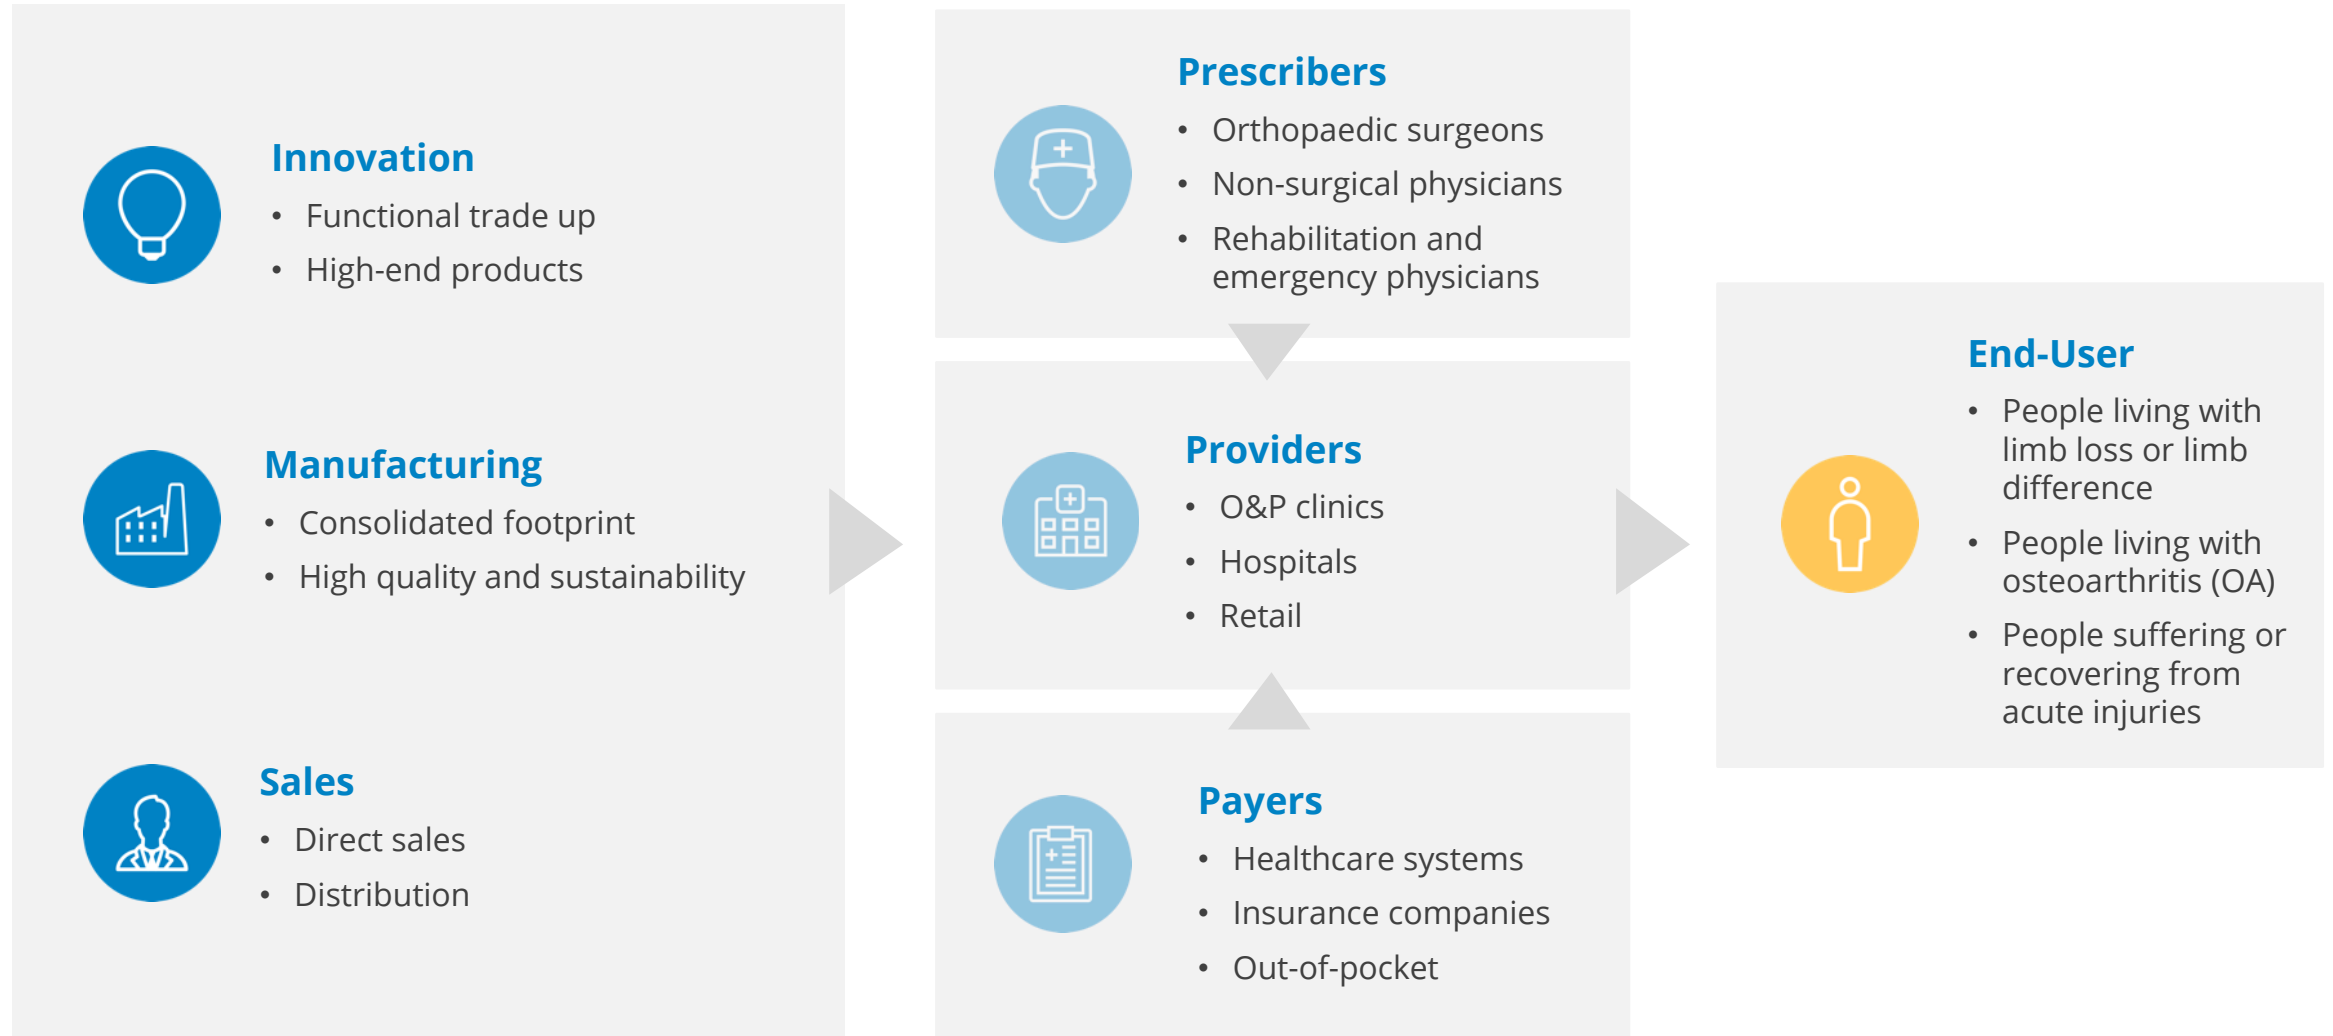 Innovation
• Functional trade up
• High-end products
Manufacturing
• Consolidated footprint
• High quality and sustainability
Sales
• Direct sales
• Distribution
Prescribers
• Orthopaedic surgeons
• Non-surgical physicians
• Rehabilitation and
emergency physicians
Providers
• O&P clinics
• Hospitals
• Retail
Payers
• Healthcare systems
• Insurance companies
• Out-of-pocket
End-User
• People living with
limb loss or limb
difference
• People living with
osteoarthritis (OA)
• People suffering or
recovering from
acute injuries